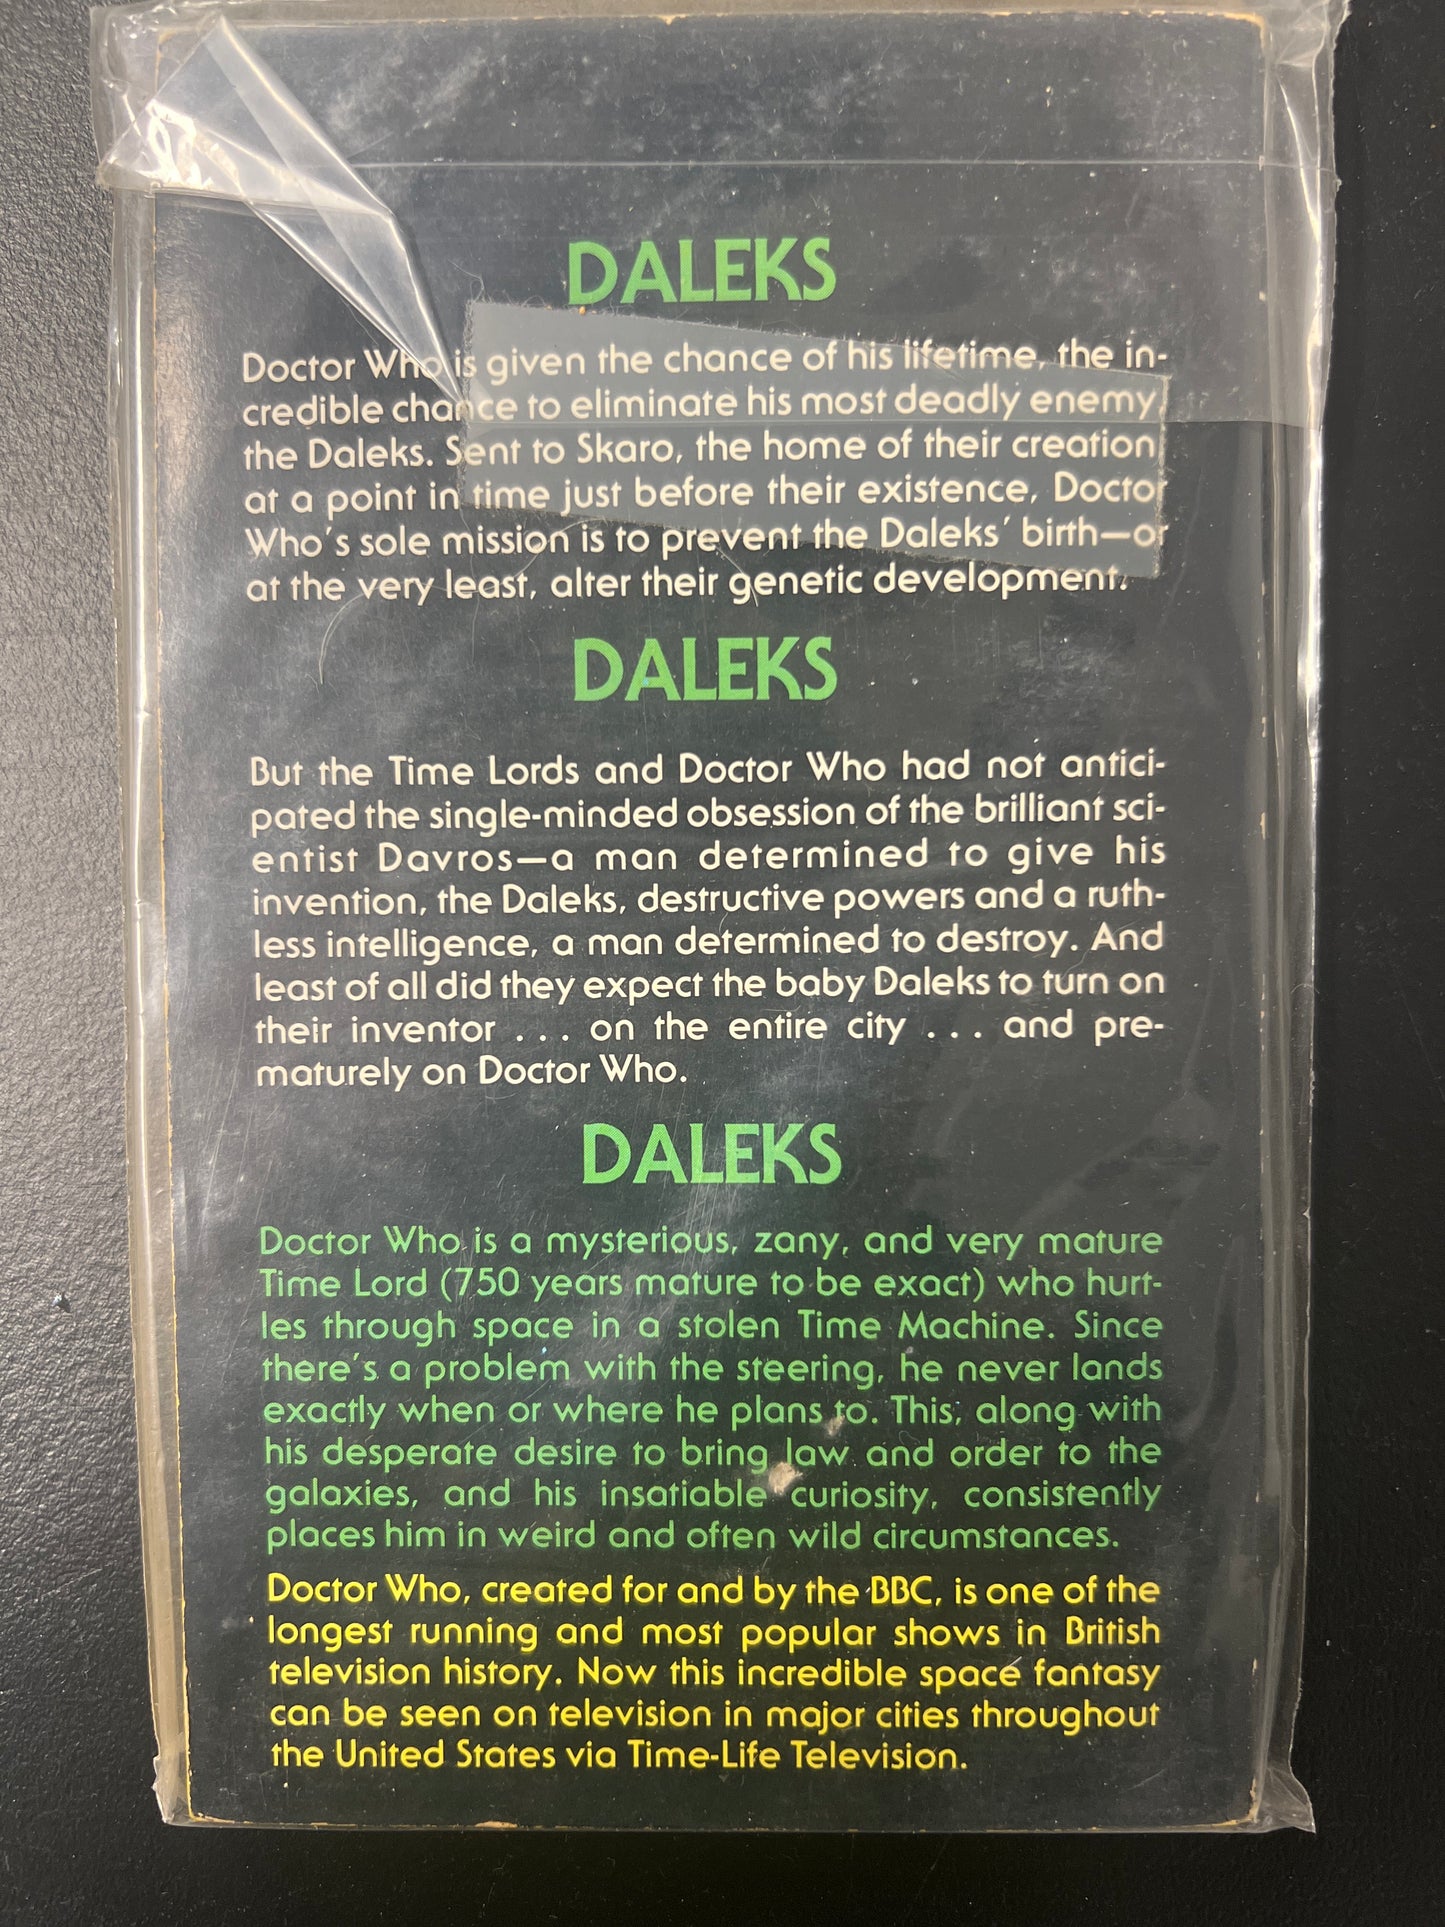 DALEKS
Doctor Who is given the chance of his lifetime, the in-
credible chance to eliminate his most deadly enemy,
the Daleks. Sent to Skaro, the home of their creation
at a point in time just before their existence, Doctor
Who's sole mission is to prevent the Daleks' birth—or
at the very least, alter their genetic development.
DALEKS
But the Time Lords and Doctor Who had not antici-
pated the single-minded obsession of the brilliant sci-
entist Davros—a man determined to give his
invention, the Daleks, destructive powers and a ruth-
less intelligence, a man determined to destroy. And
least of all did they expect the baby Daleks to turn on
their inventor . . . on the entire city . . . and pre-
maturely on Doctor Who.
DALEKS
Doctor Who is a mysterious, zany, and very mature
Time Lord (750 years mature to be exact) who hurt-
les through space in a stolen Time Machine. Since
there's a problem with the steering, he never lands
exactly when or where he plans to. This, along with
his desperate desire to bring law and order to the
galaxies, and his insatiable curiosity, consistently
places him in weird and often wild circumstances.
Doctor Who, created for and by the BBC, is one of the
longest running and most popular shows in British
television history. Now this incredible space fantasy
can be seen on television in major cities throughout
the United States via Time-Life Television.